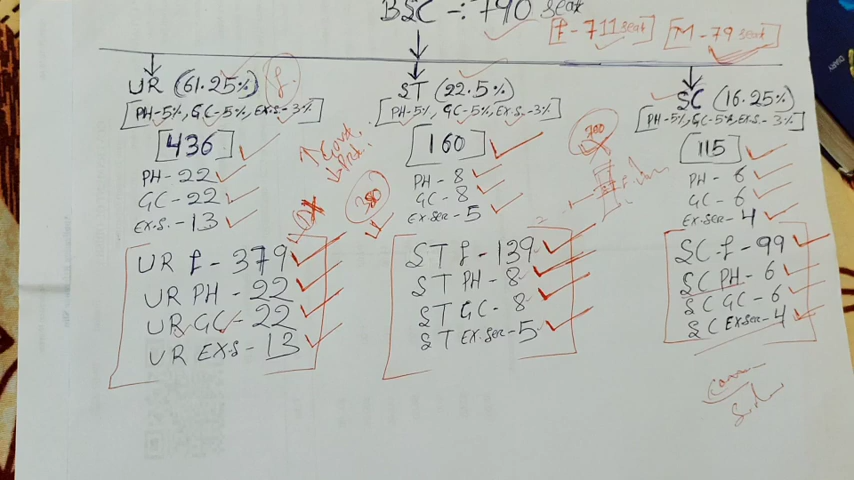 BSC -: 790 seat
[F - 711 seat] [M - 79 seat]
UR (61.25%)
[PH-5%, GC-5%, EX.S-3%]
436
PH - 22
GC - 22
EX.S. - 13
UR F - 379
UR PH - 22
UR GC - 22
UR EX.S - 13
ST (22.5%)
[PH-5%, GC-5%, EX.S-3%]
160
PH - 8
GC - 8
EX.SER - 5
ST F - 139
ST PH - 8
ST GC - 8
ST EX.SER - 5
SC (16.25%)
[PH-5%, GC-5%, EX.S.-3%]
115
PH - 6
GC - 6
EX.SER - 4
SC F - 99
SC PH - 6
SC GC - 6
SC EX.SER - 4
Govt.
380
700
DIARY